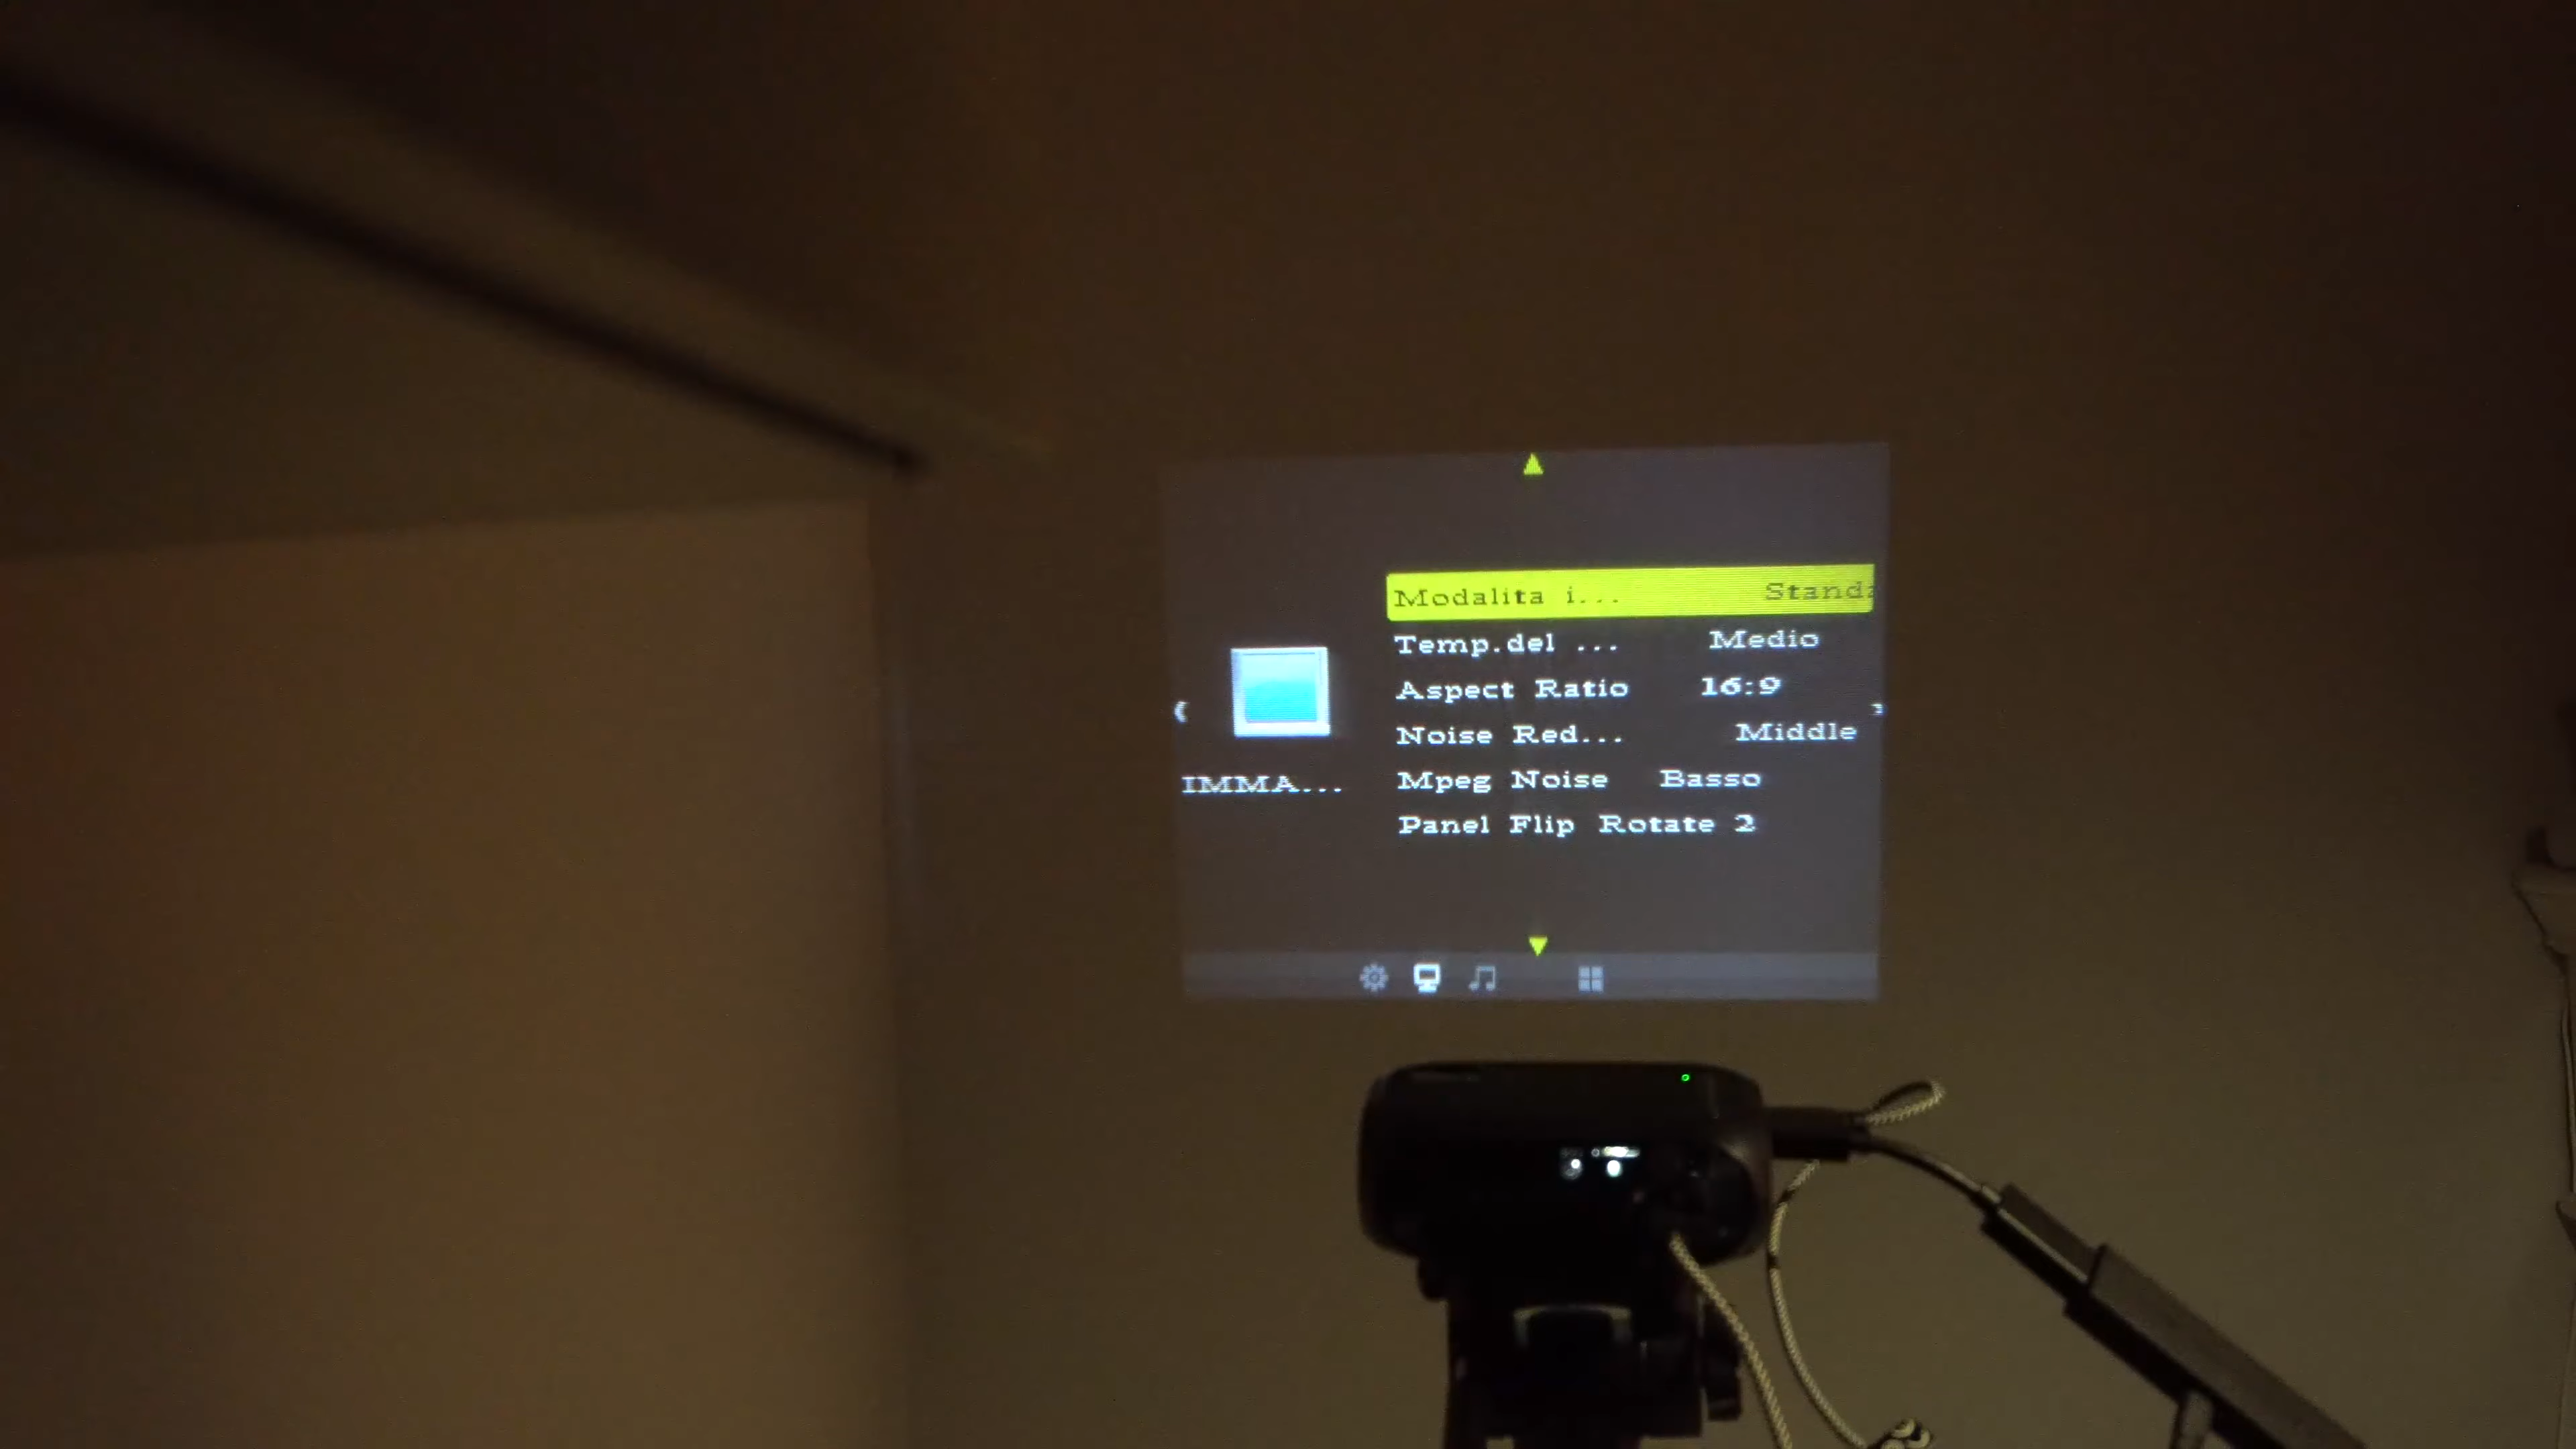 Modalita i... Standa
Temp.del ... Medio
Aspect Ratio 16:9
Noise Red... Middle
IMMA...
Mpeg Noise Basso
Panel Flip Rotate 2